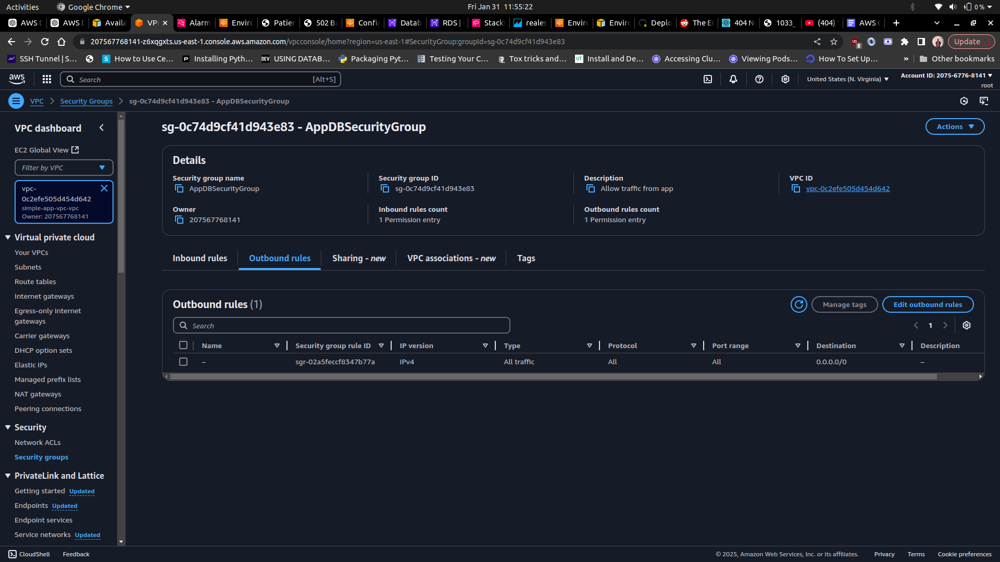 Activities
Google Chrome
Fri Jan 31 11:55:22
0 %
AWS D
AWS D
Availa
VP
Alarm
Enviro
Patien
502 Ba
Config
Datab
RDS |
Stack
reales
Enviro
Enviro
Deplo
The E
404 N
1033_
(404)
AWS
207567768141-z6xqgxts.us-east-1.console.aws.amazon.com/vpcconsole/home?region=us-east-1#SecurityGroup:groupId=sg-0c74d9cf41d943e83
8
Update
SSH Tunnel | S...
How to Use Ce...
Installing Pyth...
DEV
USING DATAB...
Packaging Pyt...
Testing Your C...
Tox tricks and...
UT
Install and De...
Accessing Clu...
Viewing Pods...
How To Set Up...
»
Other bookmarks
aws
Search
[Alt+S]
United States (N. Virginia)
Account ID: 2075-6776-8141
root
VPC
Security Groups
sg-0c74d9cf41d943e83 - AppDBSecurityGroup
VPC dashboard
EC2 Global View
Filter by VPC
vpc-
0c2efe505d454d642
simple-app-vpc-vpc
Owner: 207567768141
Virtual private cloud
Your VPCs
Subnets
Route tables
Internet gateways
Egress-only internet
gateways
Carrier gateways
DHCP option sets
Elastic IPs
Managed prefix lists
NAT gateways
Peering connections
Security
Network ACLs
Security groups
PrivateLink and Lattice
Getting started Updated
Endpoints Updated
Endpoint services
Service networks Updated
sg-0c74d9cf41d943e83 - AppDBSecurityGroup
Actions
Details
Security group name
AppDBSecurityGroup
Security group ID
sg-0c74d9cf41d943e83
Description
Allow traffic from app
VPC ID
vpc-0c2efe505d454d642
Owner
207567768141
Inbound rules count
1 Permission entry
Outbound rules count
1 Permission entry
Inbound rules
Outbound rules
Sharing - new
VPC associations - new
Tags
Outbound rules (1)
Manage tags
Edit outbound rules
Search
1
Name
Security group rule ID
IP version
Type
Protocol
Port range
Destination
Description
–
sgr-02a5feccf8347b77a
IPv4
All traffic
All
All
0.0.0.0/0
–
CloudShell
Feedback
© 2025, Amazon Web Services, Inc. or its affiliates.
Privacy
Terms
Cookie preferences